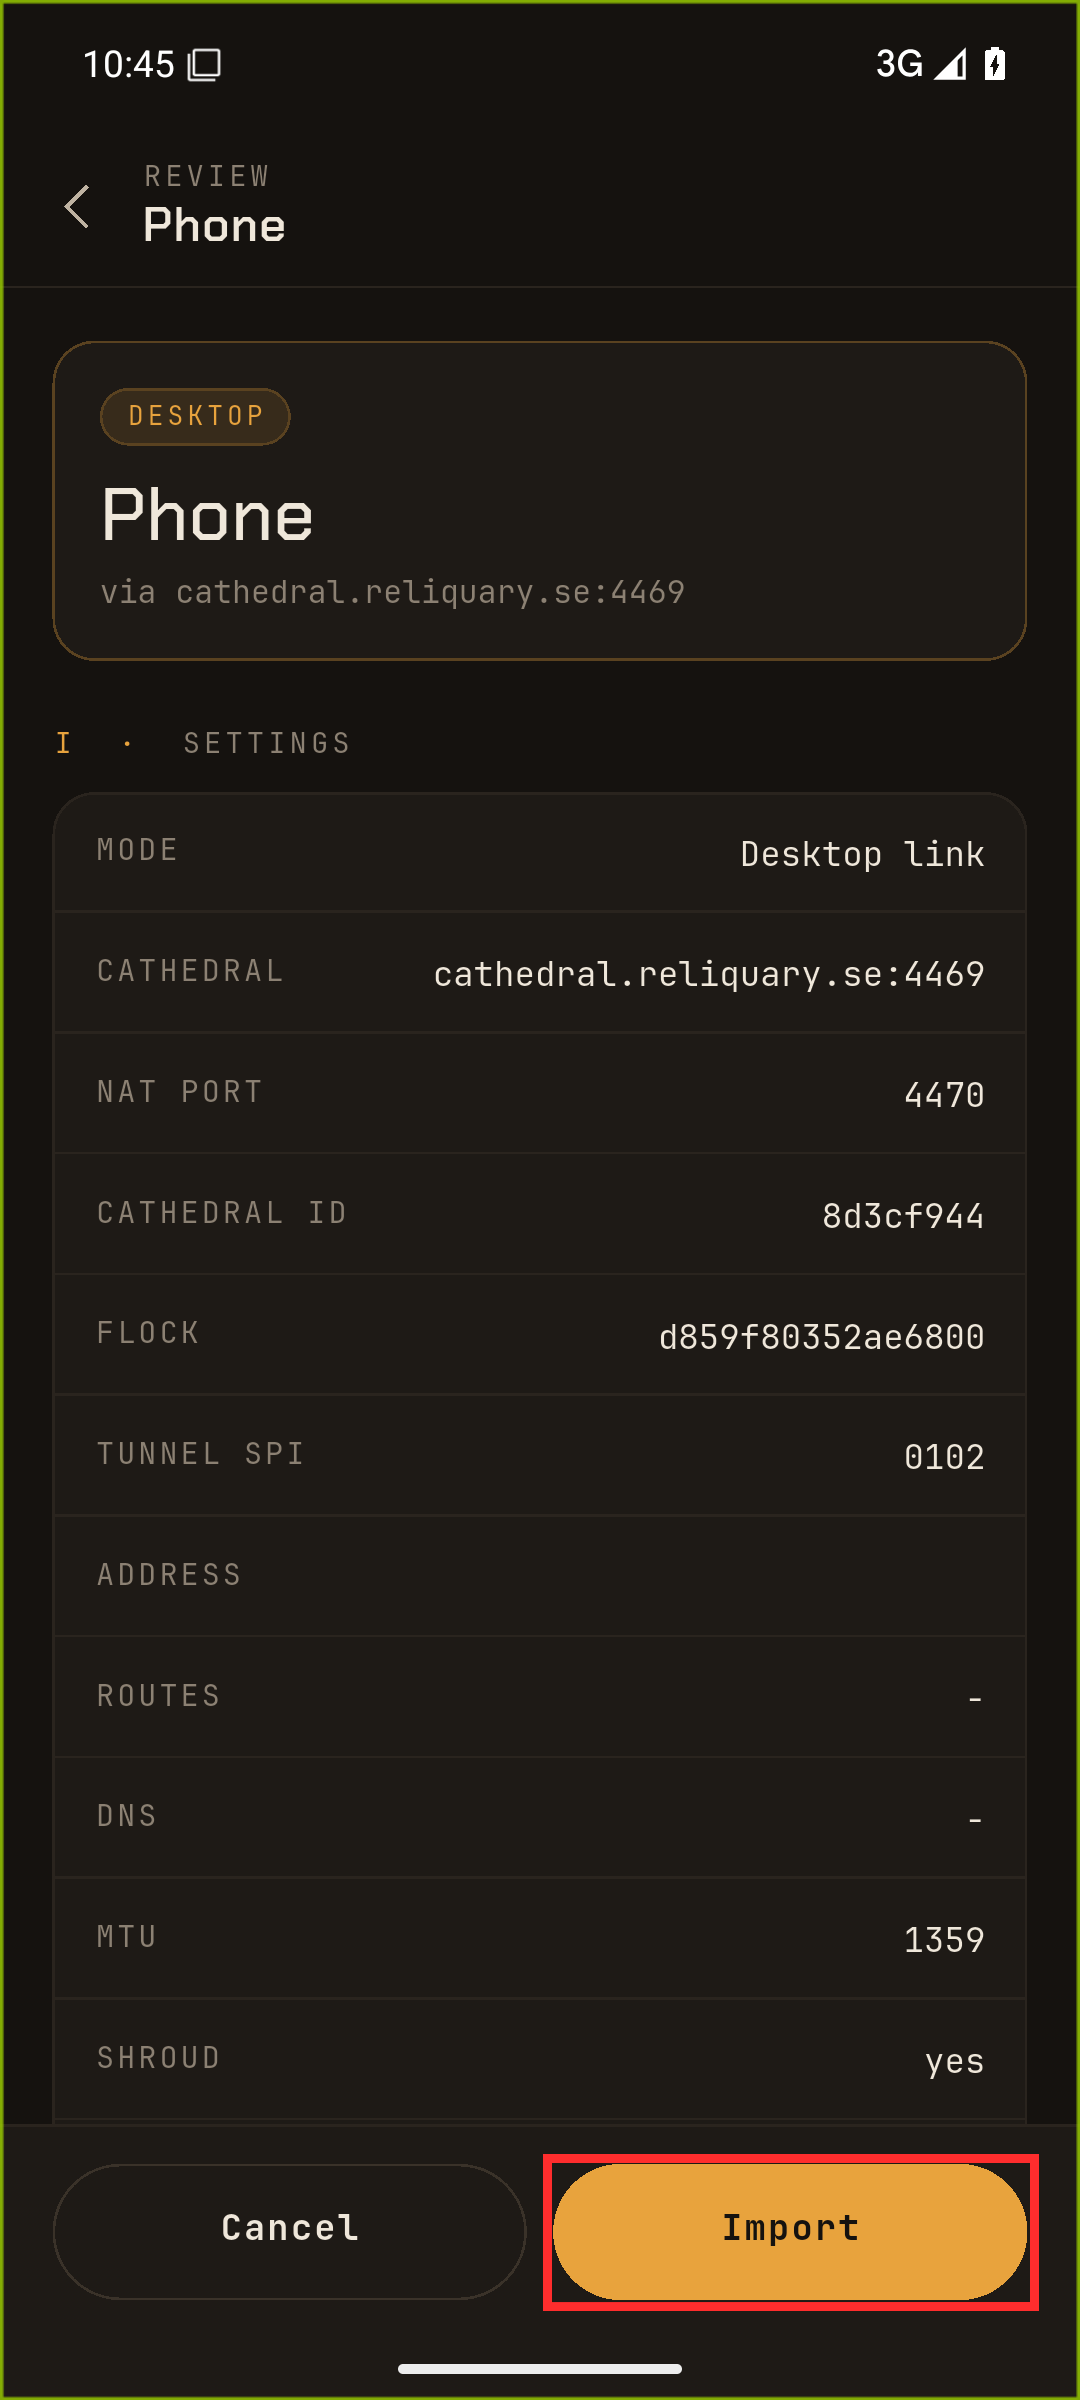 10:45
3G
REVIEW
Phone
DESKTOP
Phone
via cathedral.reliquary.se:4469
I · SETTINGS
MODE Desktop link
CATHEDRAL cathedral.reliquary.se:4469
NAT PORT 4470
CATHEDRAL ID 8d3cf944
FLOCK d859f80352ae6800
TUNNEL SPI 0102
ADDRESS
ROUTES -
DNS -
MTU 1359
SHROUD yes
Cancel Import